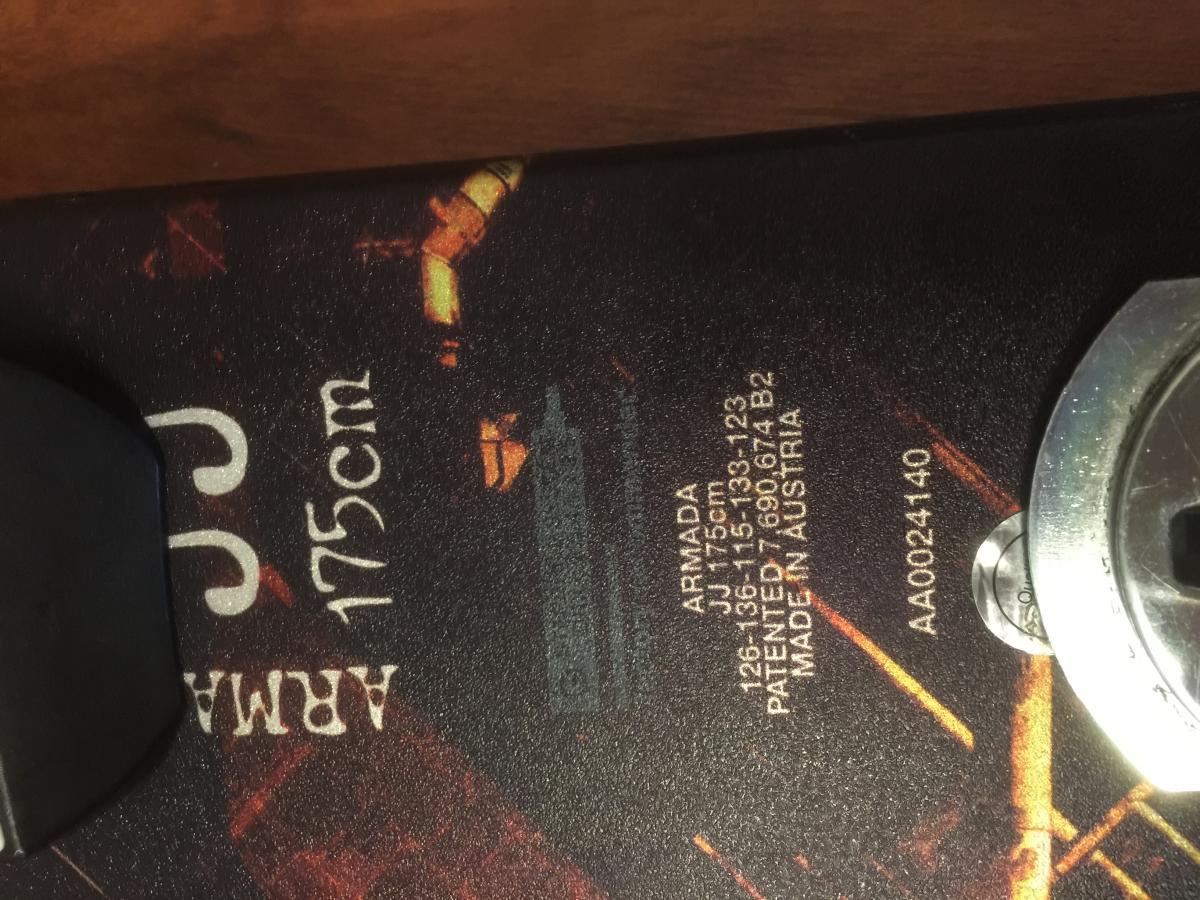 JJ
175cm
ARMA
ARMADA
JJ 175cm
126-136-115-133-123
PATENTED 7 690 674 B2
MADE IN AUSTRIA
AA0024140